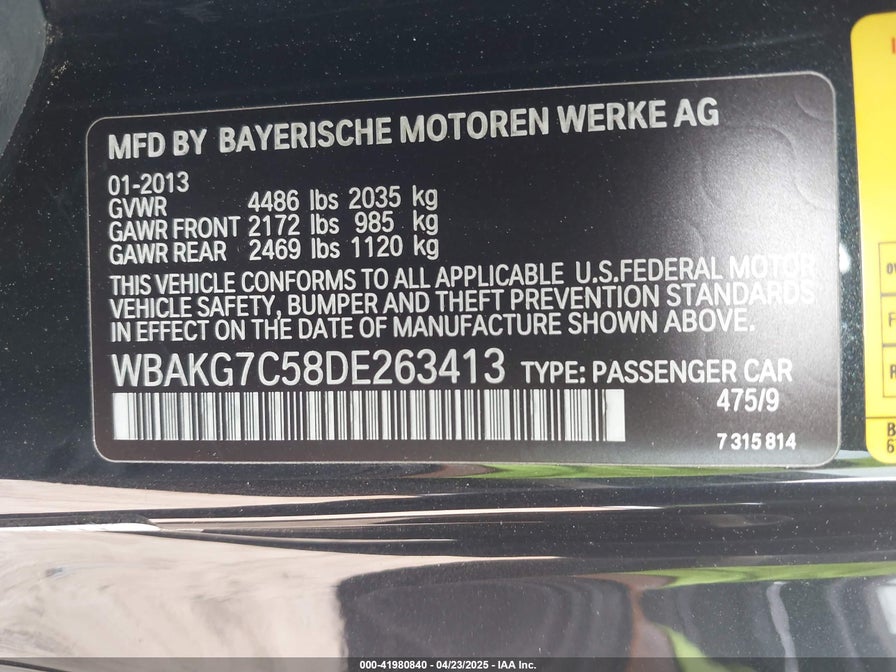 MFD BY BAYERISCHE MOTOREN WERKE AG
01-2013
GVWR 4486 lbs 2035 kg
GAWR FRONT 2172 lbs 985 kg
GAWR REAR 2469 lbs 1120 kg
THIS VEHICLE CONFORMS TO ALL APPLICABLE U.S.FEDERAL MOTOR
VEHICLE SAFETY, BUMPER AND THEFT PREVENTION STANDARDS
IN EFFECT ON THE DATE OF MANUFACTURE SHOWN ABOVE.
WBAKG7C58DE263413 TYPE: PASSENGER CAR
475/9
7 315 814
000-41980840 - 04/23/2025 - IAA Inc.